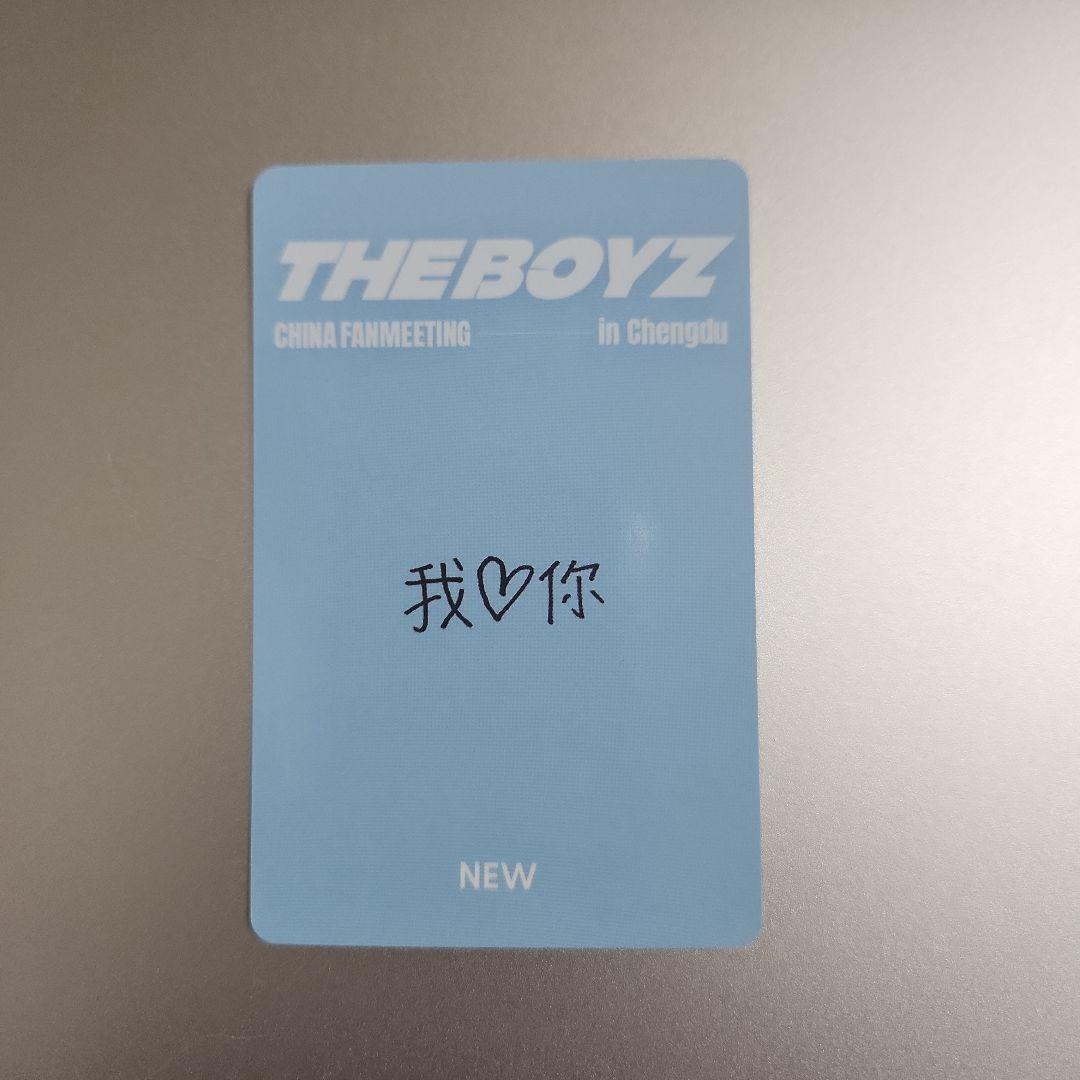 THEBOYZ
CHINA FANMEETING in Chengdu
我♡你
NEW